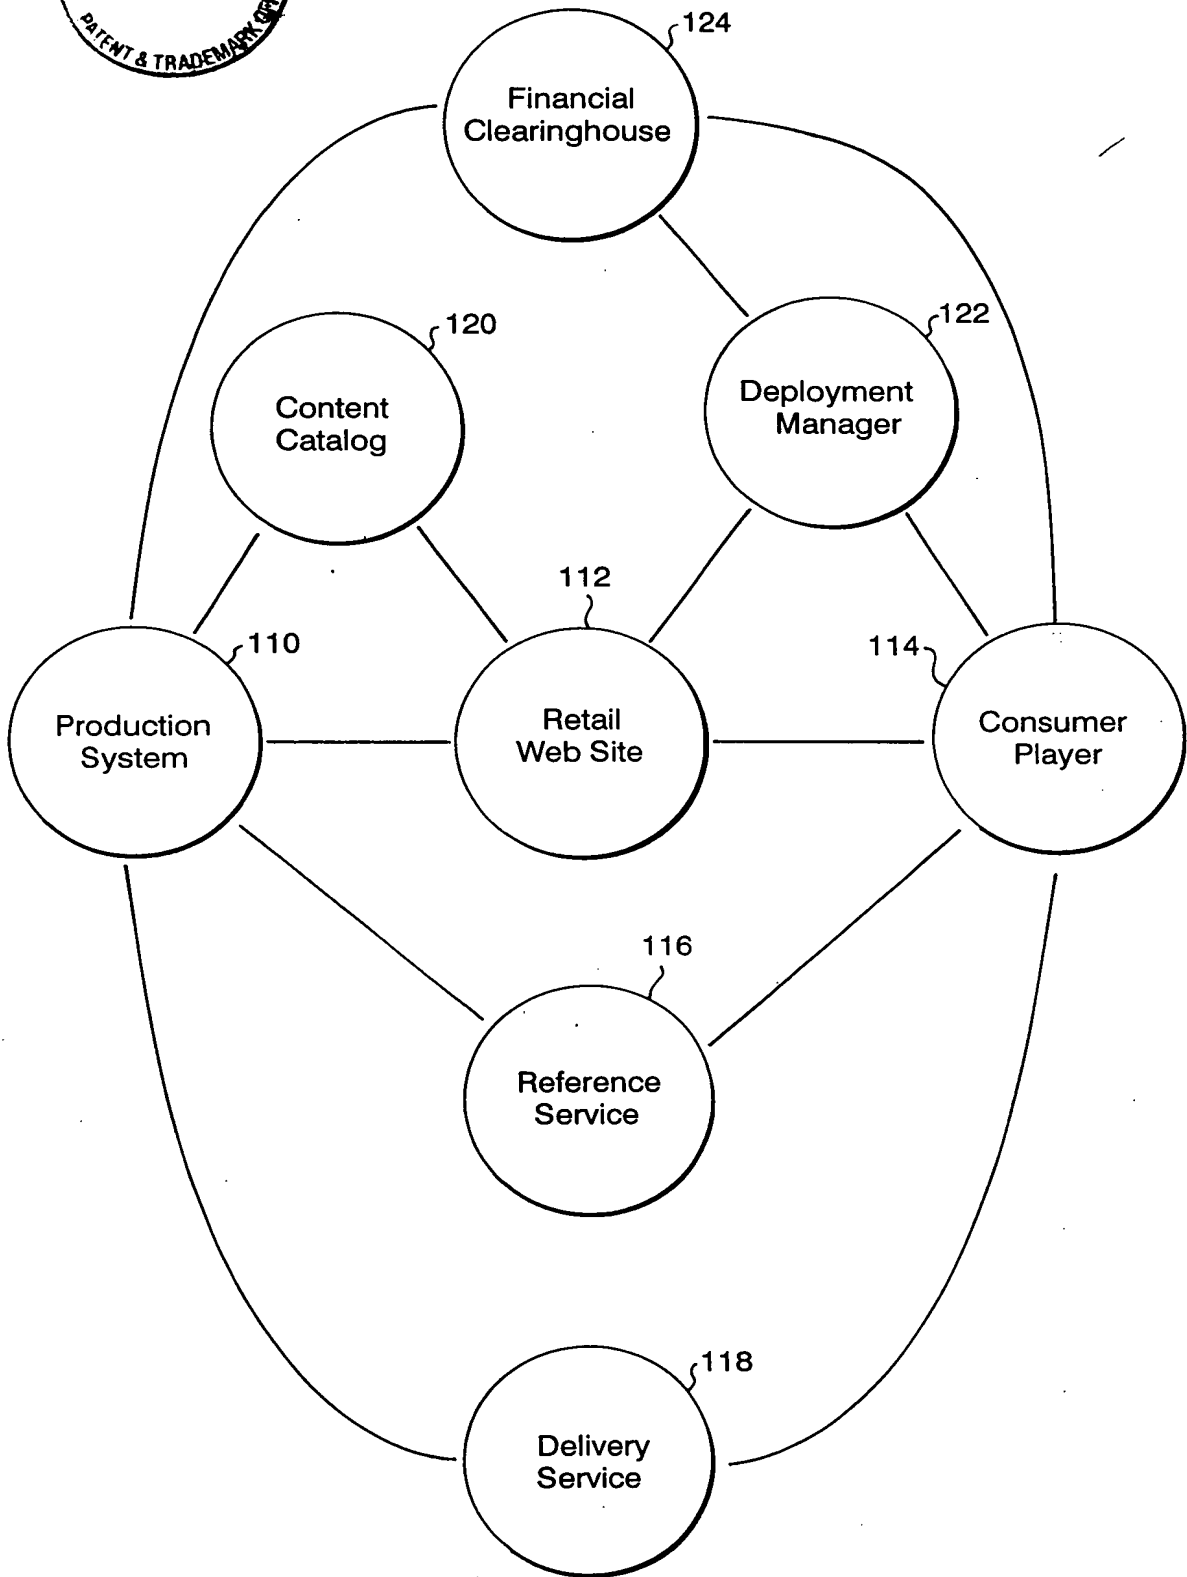 PATENT & TRADEMARK
124
Financial
Clearinghouse
120
122
Content
Catalog
Deployment
Manager
112
110
114
Production
System
Retail
Web Site
Consumer
Player
116
Reference
Service
118
Delivery
Service